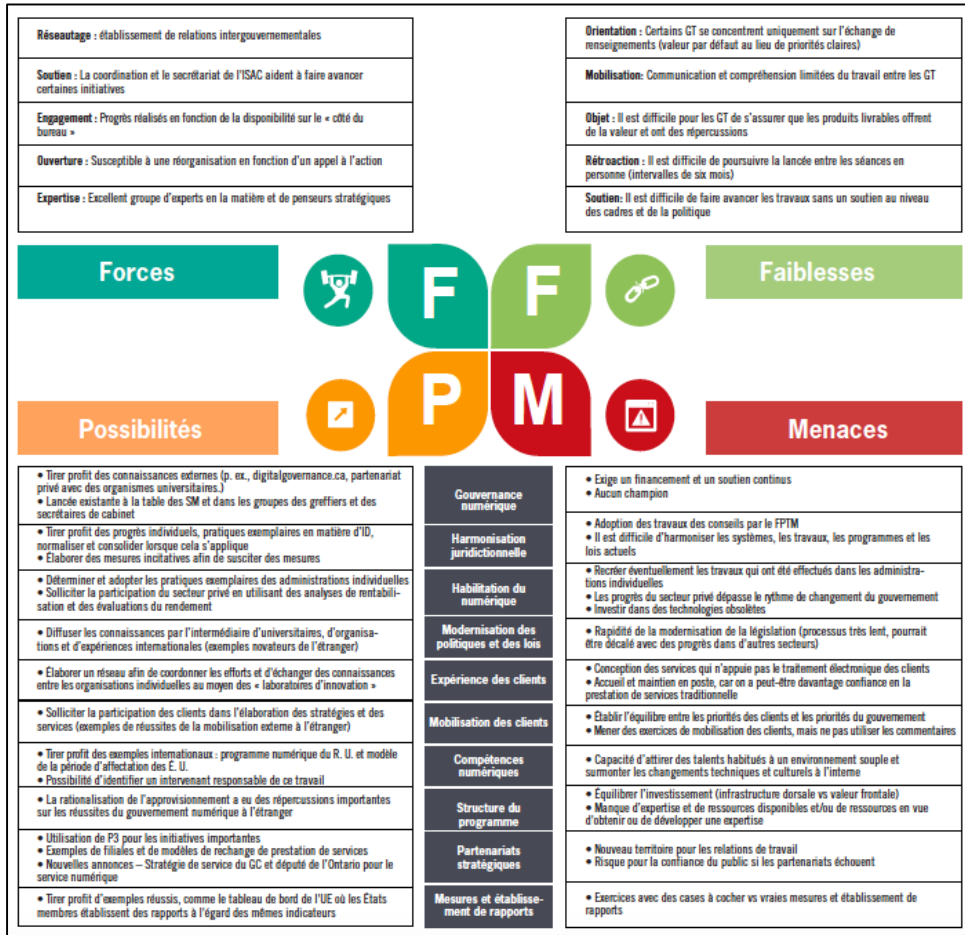 Réseautage : établissement de relations intergouvernementales
Soutien : La coordination et le secrétariat de l'ISAC aident à faire avancer
certaines initiatives
Engagement : Progrès réalisés en fonction de la disponibilité sur le « côté du
bureau »
Ouverture : Susceptible à une réorganisation en fonction d'un appel à l'action
Expertise : Excellent groupe d'experts en la matière et de penseurs stratégiques
Orientation : Certains GT se concentrent uniquement sur l'échange de
renseignements (valeur par défaut au lieu de priorités claires)
Mobilisation: Communication et compréhension limitées du travail entre les GT
Objet : Il est difficile pour les GT de s'assurer que les produits livrables offrent
de la valeur et ont des répercussions
Rétroaction : Il est difficile de poursuivre la lancée entre les séances en
personne (intervalles de six mois)
Soutien: Il est difficile de faire avancer les travaux sans un soutien au niveau
des cadres et de la politique
Forces
F
F
Faiblesses
Possibilités
P
M
Menaces
• Tirer profit des connaissances externes (p. ex., digitalgovernance.ca, partenariat
privé avec des organismes universitaires.)
• Lancée existante à la table des SM et dans les groupes des greffiers et des
secrétaires de cabinet
Gouvernance
numérique
• Exige un financement et un soutien continus
• Aucun champion
• Tirer profit des progrès individuels, pratiques exemplaires en matière d'ID,
normaliser et consolider lorsque cela s'applique
• Élaborer des mesures incitatives afin de susciter des mesures
Harmonisation
juridictionnelle
• Adoption des travaux des conseils par le FPTM
• Il est difficile d'harmoniser les systèmes, les travaux, les programmes et les
lois actuels
• Déterminer et adopter les pratiques exemplaires des administrations individuelles
• Solliciter la participation du secteur privé en utilisant des analyses de rentabili-
sation et des évaluations du rendement
Habilitation du
numérique
• Recréer éventuellement les travaux qui ont été effectués dans les administra-
tions individuelles
• Les progrès du secteur privé dépasse le rythme de changement du gouvernement
• Investir dans des technologies obsolètes
• Diffuser les connaissances par l'intermédiaire d'universitaires, d'organisa-
tions et d'expériences internationales (exemples novateurs de l'étranger)
Modernisation des
politiques et des lois
• Rapidité de la modernisation de la législation (processus très lent, pourrait
être décalé avec des progrès dans d'autres secteurs)
• Élaborer un réseau afin de coordonner les efforts et d'échanger des connaissances
entre les organisations individuelles au moyen des « laboratoires d'innovation »
Expérience des clients
• Conception des services qui n'appuie pas le traitement électronique des clients
• Accueil et maintien en poste, car on a peut-être davantage confiance en la
prestation de services traditionnelle
• Solliciter la participation des clients dans l'élaboration des stratégies et des
services (exemples de réussites de la mobilisation externe à l'étranger)
Mobilisation des clients
• Établir l'équilibre entre les priorités des clients et les priorités du gouvernement
• Mener des exercices de mobilisation des clients, mais ne pas utiliser les commentaires
• Tirer profit des exemples internationaux : programme numérique du R. U. et modèle
de la période d'affectation des É. U.
• Possibilité d'identifier un intervenant responsable de ce travail
Compétences
numériques
• Capacité d'attirer des talents habitués à un environnement souple et
surmonter les changements techniques et culturels à l'interne
• La rationalisation de l'approvisionnement a eu des répercussions importantes
sur les réussites du gouvernement numérique à l'étranger
Structure du
programme
• Équilibrer l'investissement (infrastructure dorsale vs valeur frontale)
• Manque d'expertise et de ressources disponibles et/ou de ressources en vue
d'obtenir ou de développer une expertise
• Utilisation de P3 pour les initiatives importantes
• Exemples de filiales et de modèles de rechange de prestation de services
• Nouvelles annonces – Stratégie de service du GC et député de l'Ontario pour le
service numérique
Partenariats
stratégiques
• Nouveau territoire pour les relations de travail
• Risque pour la confiance du public si les partenariats échouent
• Tirer profit d'exemples réussis, comme le tableau de bord de l'UE où les États
membres établissent des rapports à l'égard des mêmes indicateurs
Mesures et établisse-
ment de rapports
• Exercices avec des cases à cocher vs vraies mesures et établissement de
rapports